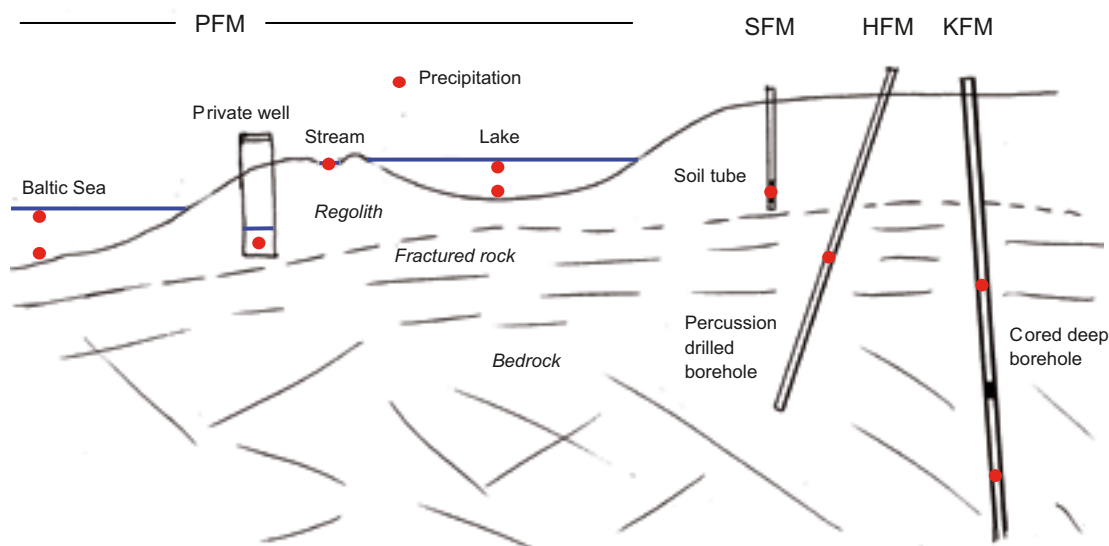 PFM
SFM
HFM
KFM
Precipitation
Private well
Stream
Lake
Baltic Sea
Soil tube
Regolith
Fractured rock
Percussion
drilled
borehole
Cored deep
borehole
Bedrock